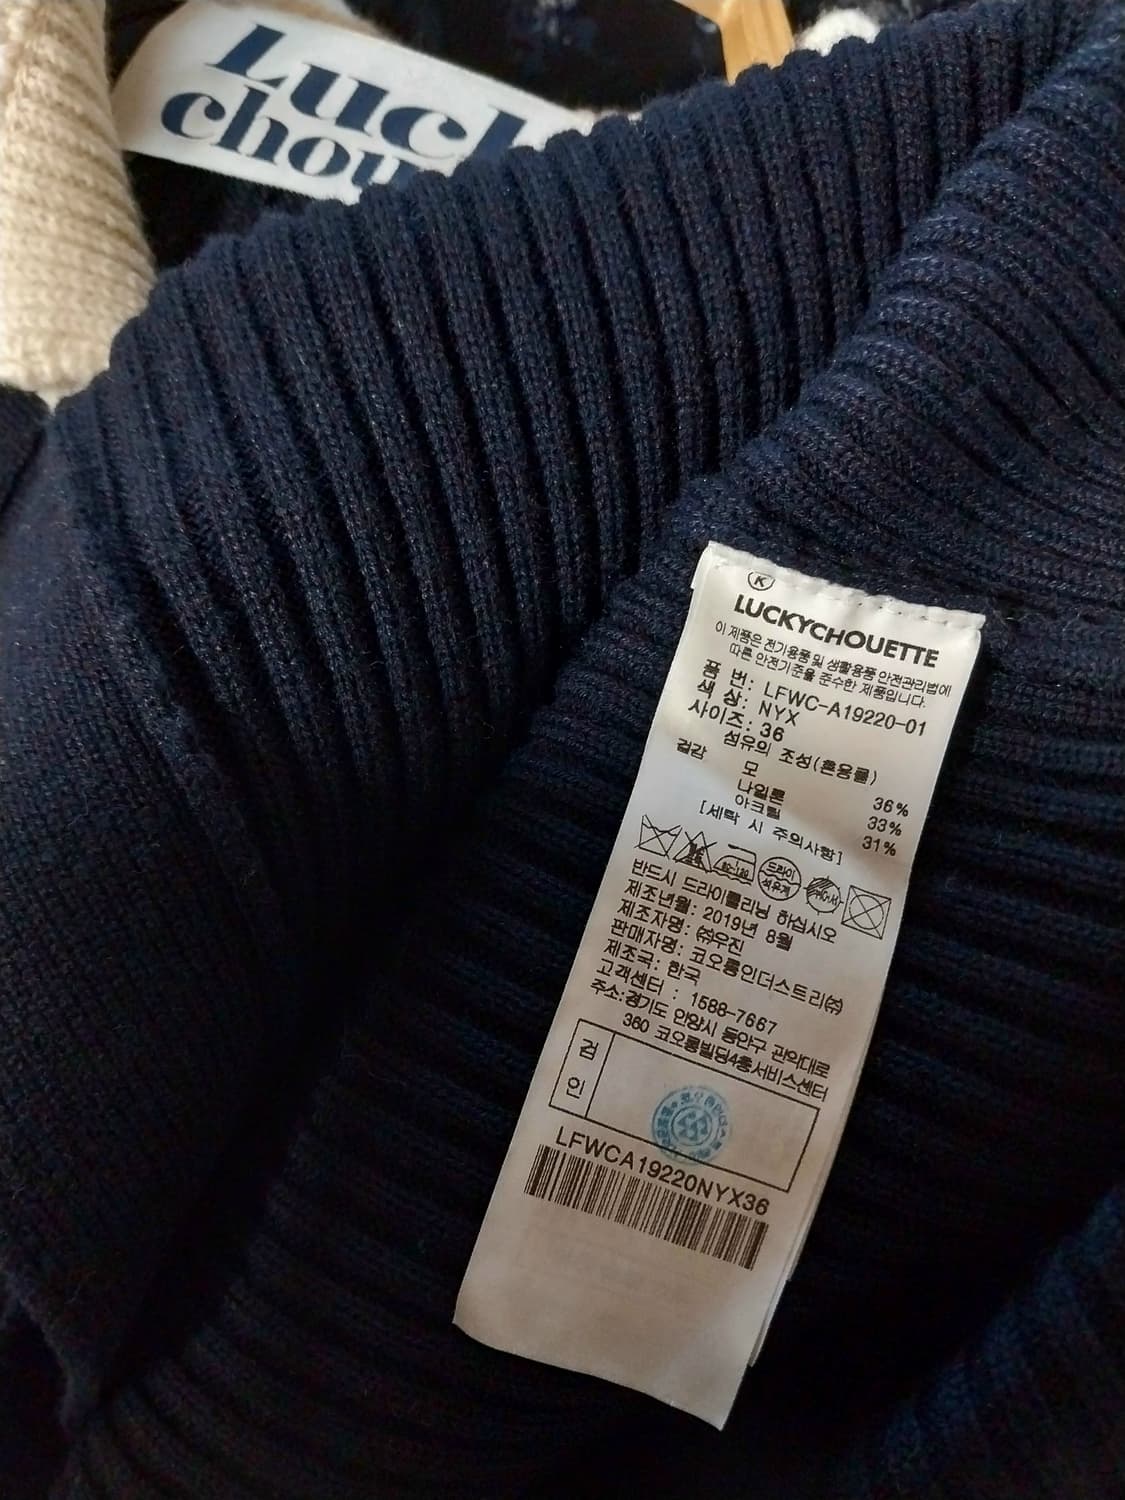 Luc
chou
K
LUCKYCHOUETTE
이 제품은 전기용품 및 생활용품 안전관리법에
따른 안전기준을 준수한 제품입니다.
품 번: LFWC-A19220-01
색 상: NYX
사이즈: 36
섬유의 조성(혼용률)
겉감 모 36%
나일론 33%
아크릴 31%
[세탁 시 주의사항]
드라이
석유계
반드시 드라이클리닝 하십시오
제조년월: 2019년 8월
제조자명: ㈜우진
판매자명: 코오롱인더스트리㈜
제조국: 한국
고객센터 : 1588-7667
주소:경기도 안양시 동안구 관악대로
360 코오롱빌딩4층서비스센터
검
인
LFWCA19220NYX36